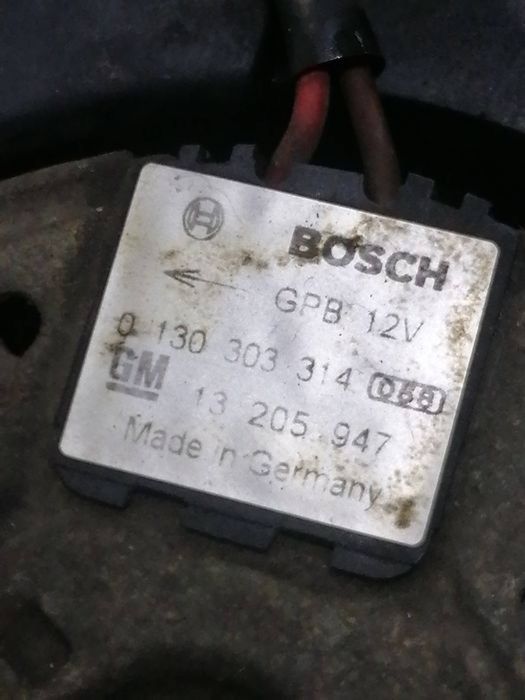 BOSCH
GPB 12V
0 130 303 314 068
GM 13 205 947
Made in Germany